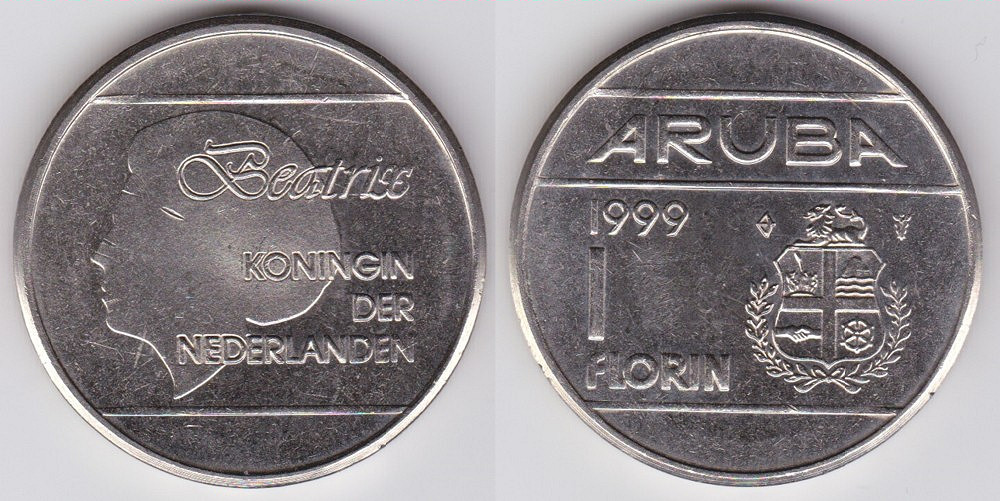 Beatrix
KONINGIN
DER
NEDERLANDEN
ARUBA
1999
1
FLORIN